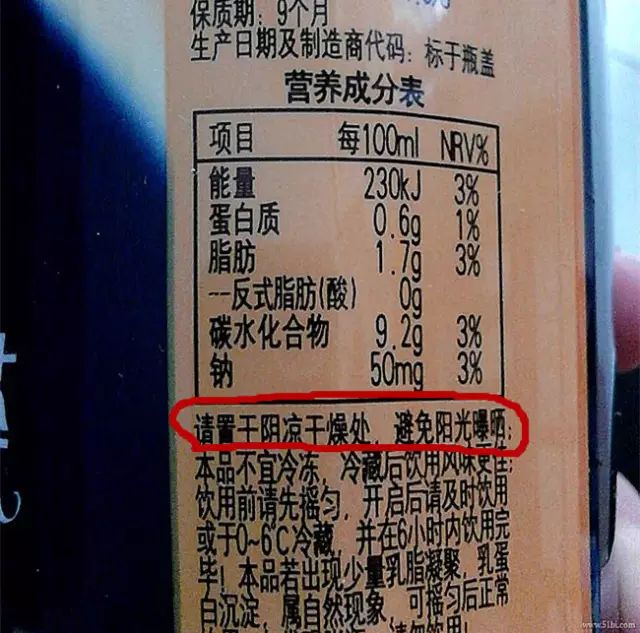 保质期：9个月
生产日期及制造商代码：标于瓶盖
营养成分表
项目 每100ml NRV%
能量 230kJ 3%
蛋白质 0.6g 1%
脂肪 1.7g 3%
--反式脂肪(酸) 0g
碳水化合物 9.2g 3%
钠 50mg 3%
请置于阴凉干燥处，避免阳光曝晒；
本品不宜冷冻，冷藏后饮用风味更佳；
饮用前请先摇匀，开启后请及时饮用
或于0~6℃冷藏，并在6小时内饮用完
毕！本品若出现少量乳脂凝聚，乳蛋
白沉淀，属自然现象，可摇匀后正常
www.51bi.com